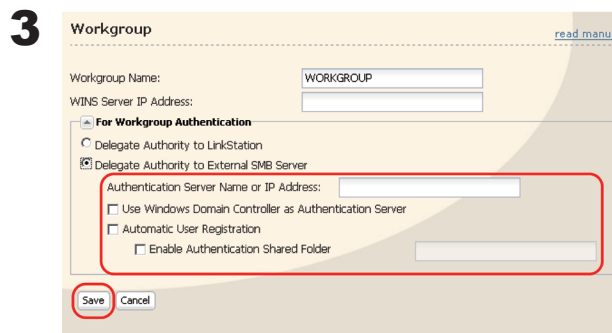 3
Workgroup
read manu
Workgroup Name: WORKGROUP
WINS Server IP Address:
For Workgroup Authentication
Delegate Authority to LinkStation
Delegate Authority to External SMB Server
Authentication Server Name or IP Address:
Use Windows Domain Controller as Authentication Server
Automatic User Registration
Enable Authentication Shared Folder
Save Cancel